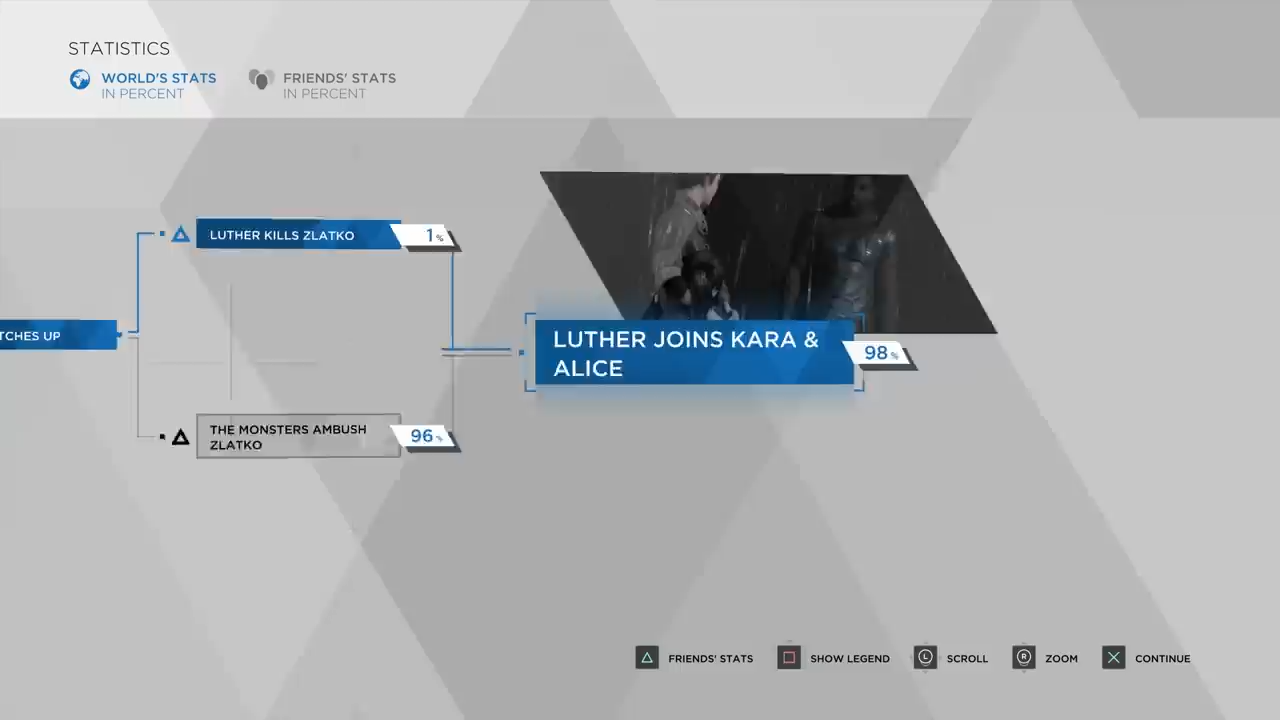 STATISTICS
WORLD'S STATS
IN PERCENT
FRIENDS' STATS
IN PERCENT
LUTHER KILLS ZLATKO
1%
TCHES UP
LUTHER JOINS KARA &
ALICE
98%
THE MONSTERS AMBUSH
ZLATKO
96%
FRIENDS' STATS
SHOW LEGEND
L
SCROLL
R
ZOOM
CONTINUE